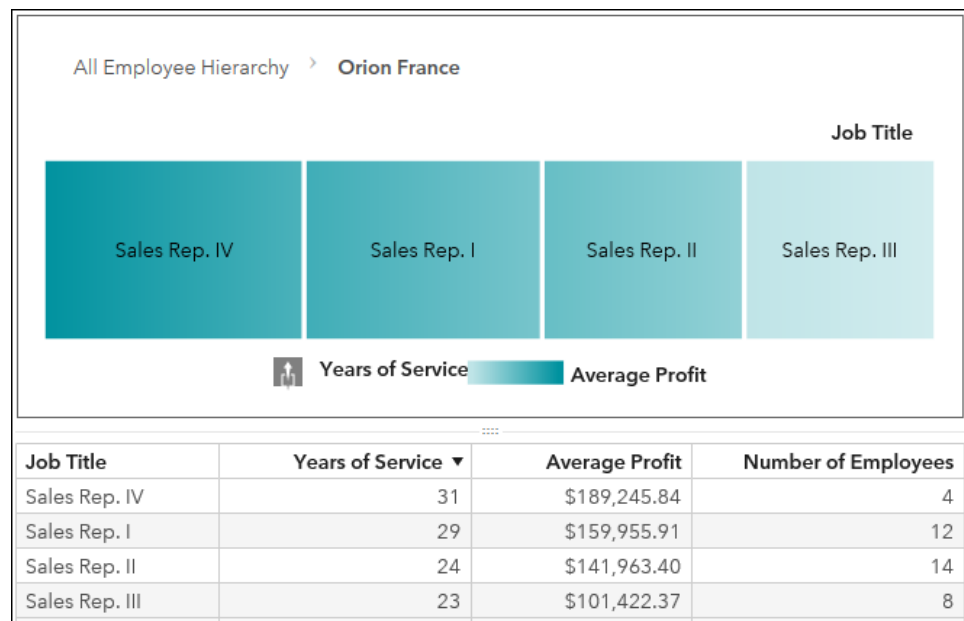 All Employee Hierarchy > Orion France
Job Title
Sales Rep. IV Sales Rep. I Sales Rep. II Sales Rep. III
Years of Service Average Profit
Job Title Years of Service ▼ Average Profit Number of Employees
Sales Rep. IV 31 $189,245.84 4
Sales Rep. I 29 $159,955.91 12
Sales Rep. II 24 $141,963.40 14
Sales Rep. III 23 $101,422.37 8